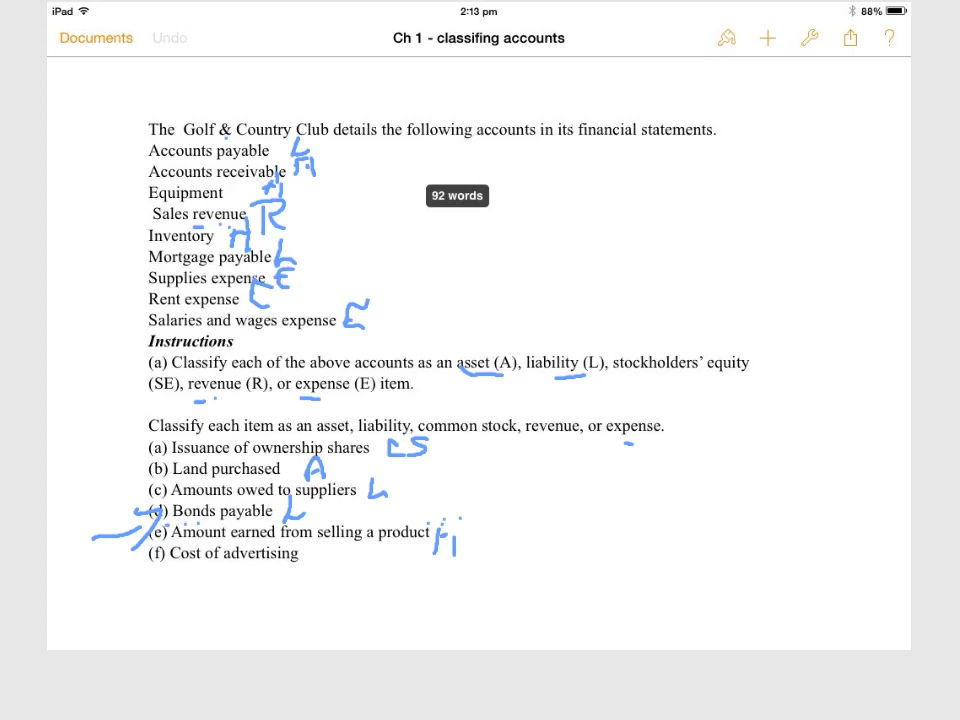 iPad 2:13 pm 88%
Documents Undo Ch 1 - classifing accounts ?
The Golf & Country Club details the following accounts in its financial statements.
Accounts payable L
Accounts receivable A
Equipment A
Sales revenue R
92 words
Inventory A
Mortgage payable L
Supplies expense E
Rent expense E
Salaries and wages expense E
Instructions
(a) Classify each of the above accounts as an asset (A), liability (L), stockholders’ equity
(SE), revenue (R), or expense (E) item.
Classify each item as an asset, liability, common stock, revenue, or expense.
(a) Issuance of ownership shares CS
(b) Land purchased A
(c) Amounts owed to suppliers L
(d) Bonds payable L
(e) Amount earned from selling a product
(f) Cost of advertising